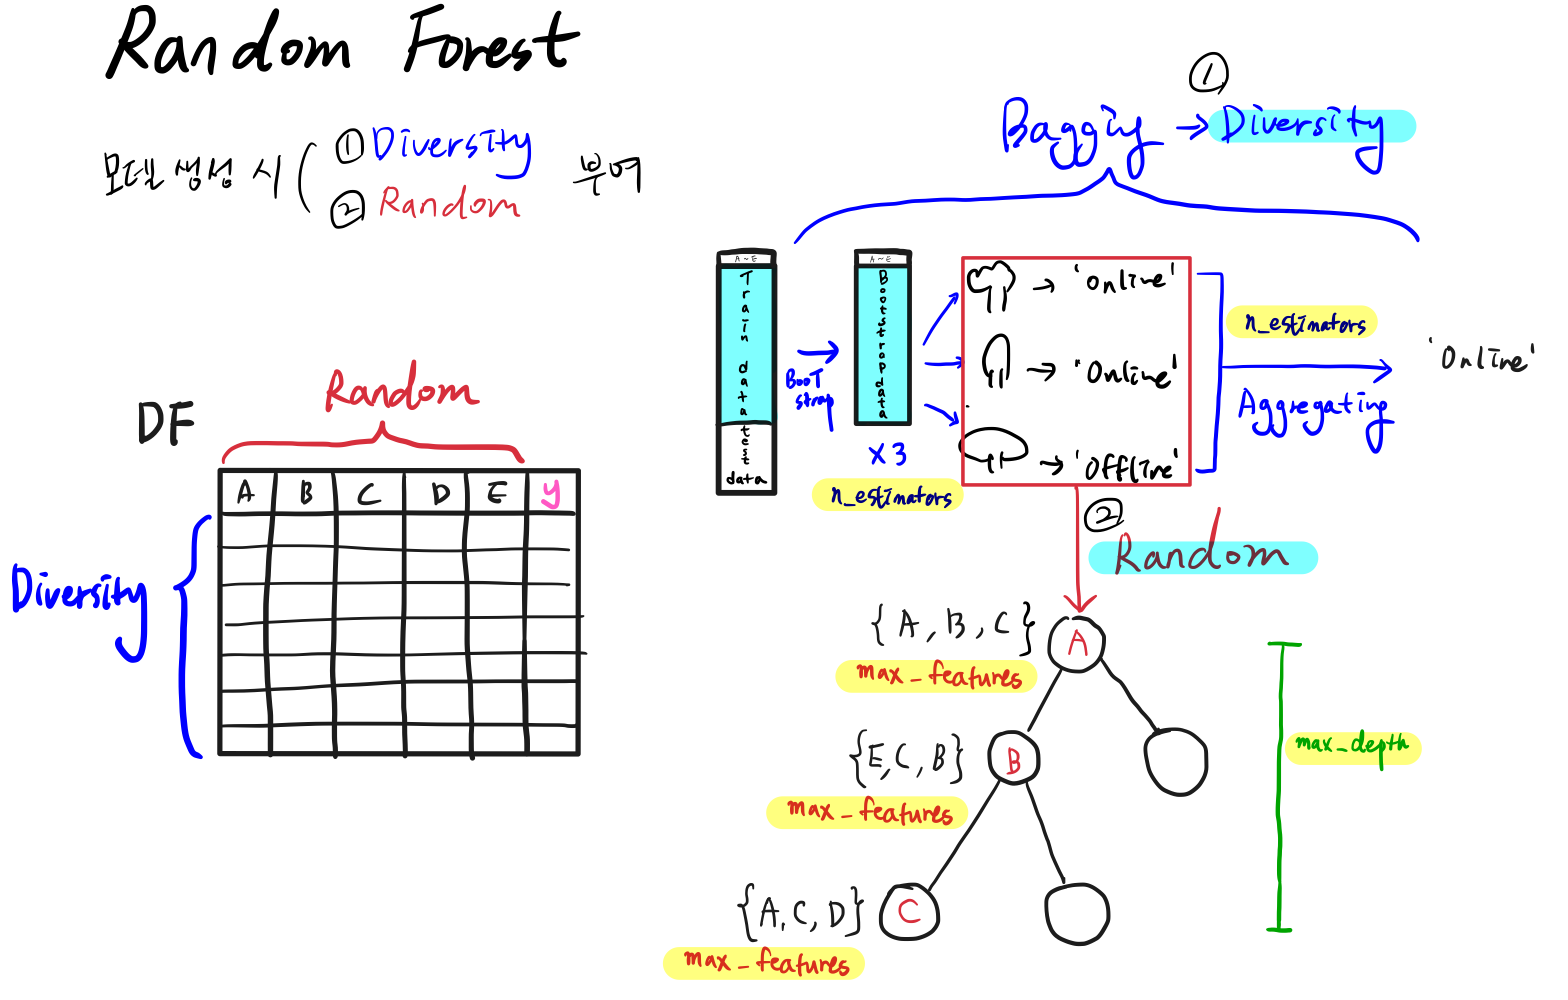 Random Forest
모델 생성 시 ( ① Diversity
② Random 부여
DF
Random
A B C D E y
Diversity
①
Bagging → Diversity
A ~ E
Train data
test data
BooT strap
A ~ E
Bootstrap data
X 3
n_estimators
→ 'Online'
→ 'Online'
→ 'Offline'
n_estimators
Aggregating
'Online'
②
Random
{ A , B , C }
A
max_features
{E, C, B}
B
max_features
{A, C, D}
C
max_features
max_depth